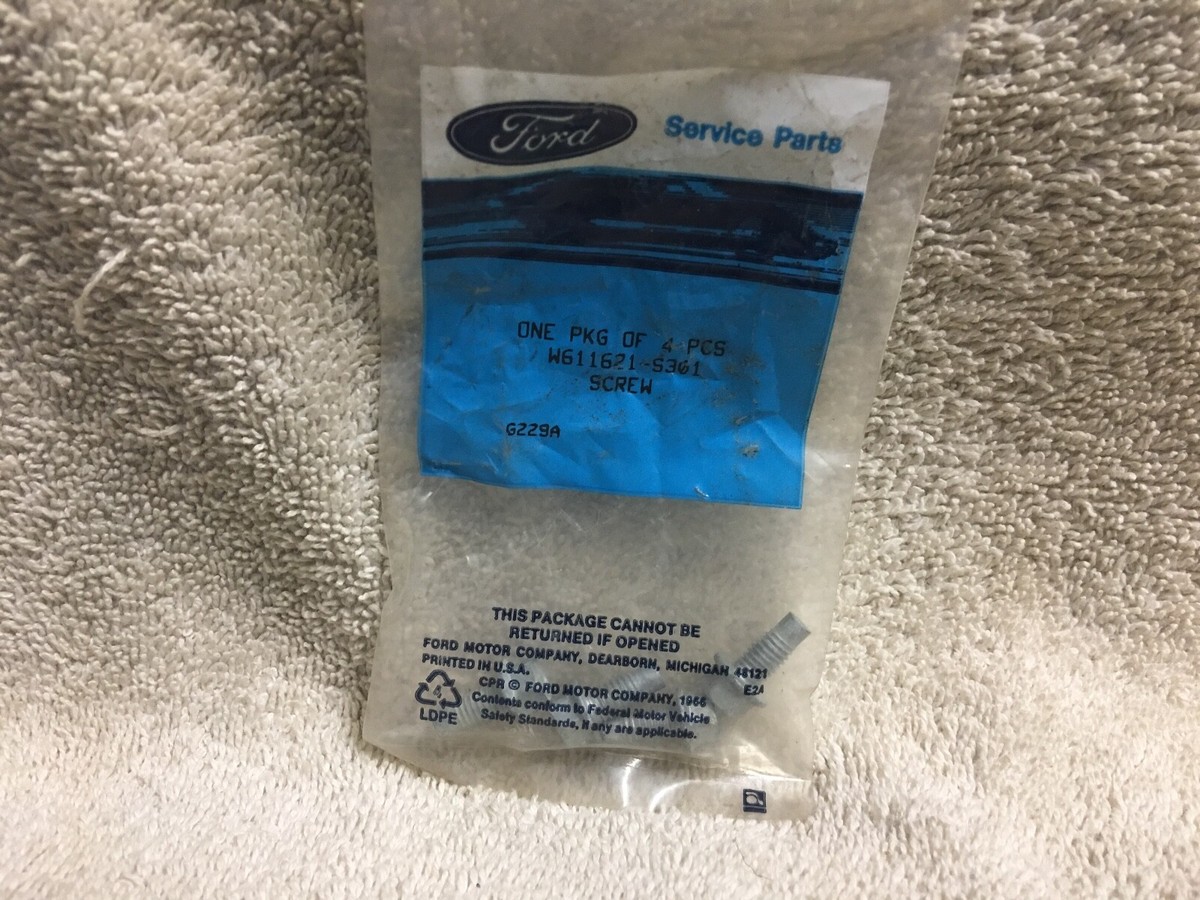 Ford Service Parts
ONE PKG OF 4 PCS
W611621-S361
SCREW
G229A
THIS PACKAGE CANNOT BE
RETURNED IF OPENED
FORD MOTOR COMPANY, DEARBORN, MICHIGAN 48121
PRINTED IN U.S.A.
E2A
CPR © FORD MOTOR COMPANY, 1966
Contents conform to Federal Motor Vehicle
Safety Standards, if any are applicable.
4
LDPE